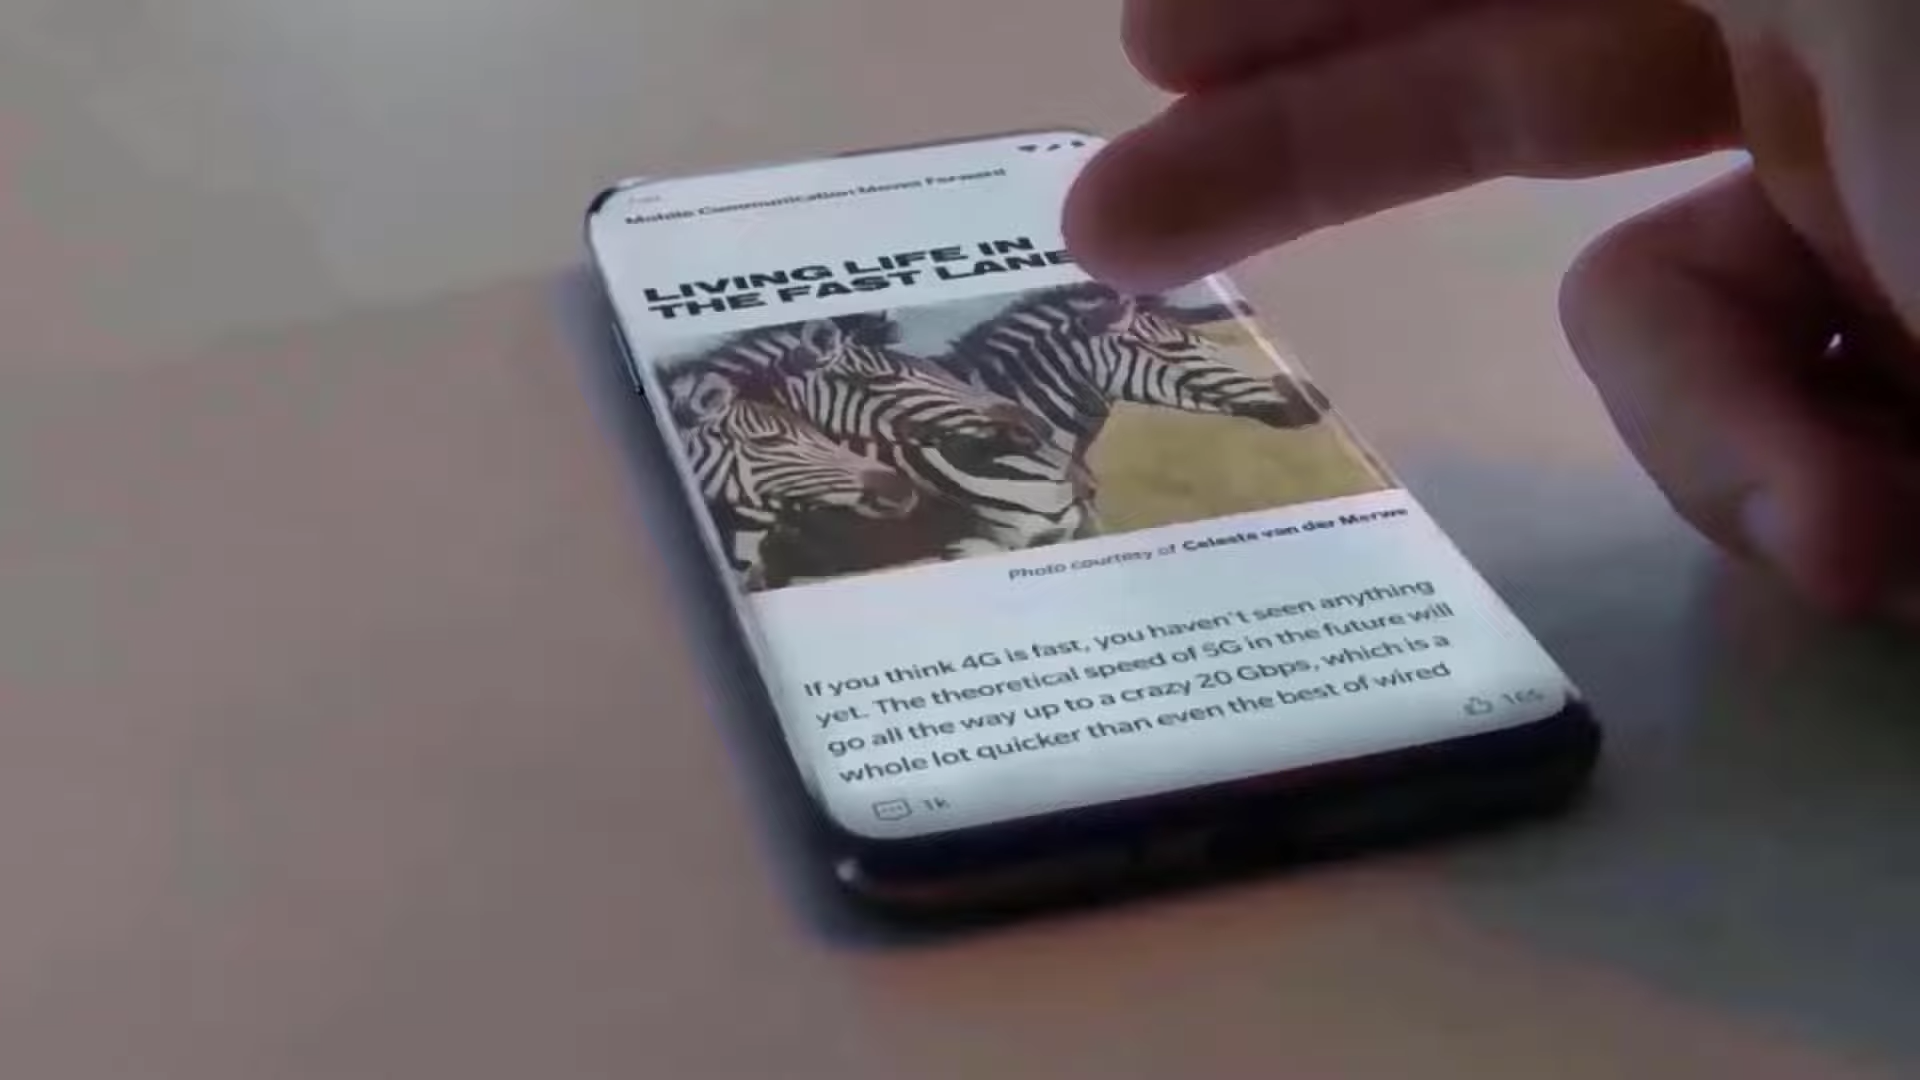 Mobile Communication Moves Forward
LIVING LIFE IN
THE FAST LANE
Photo courtesy of Celeste van der Merwe
If you think 4G is fast, you haven't seen anything
yet. The theoretical speed of 5G in the future will
go all the way up to a crazy 20 Gbps, which is a
whole lot quicker than even the best of wired
1k